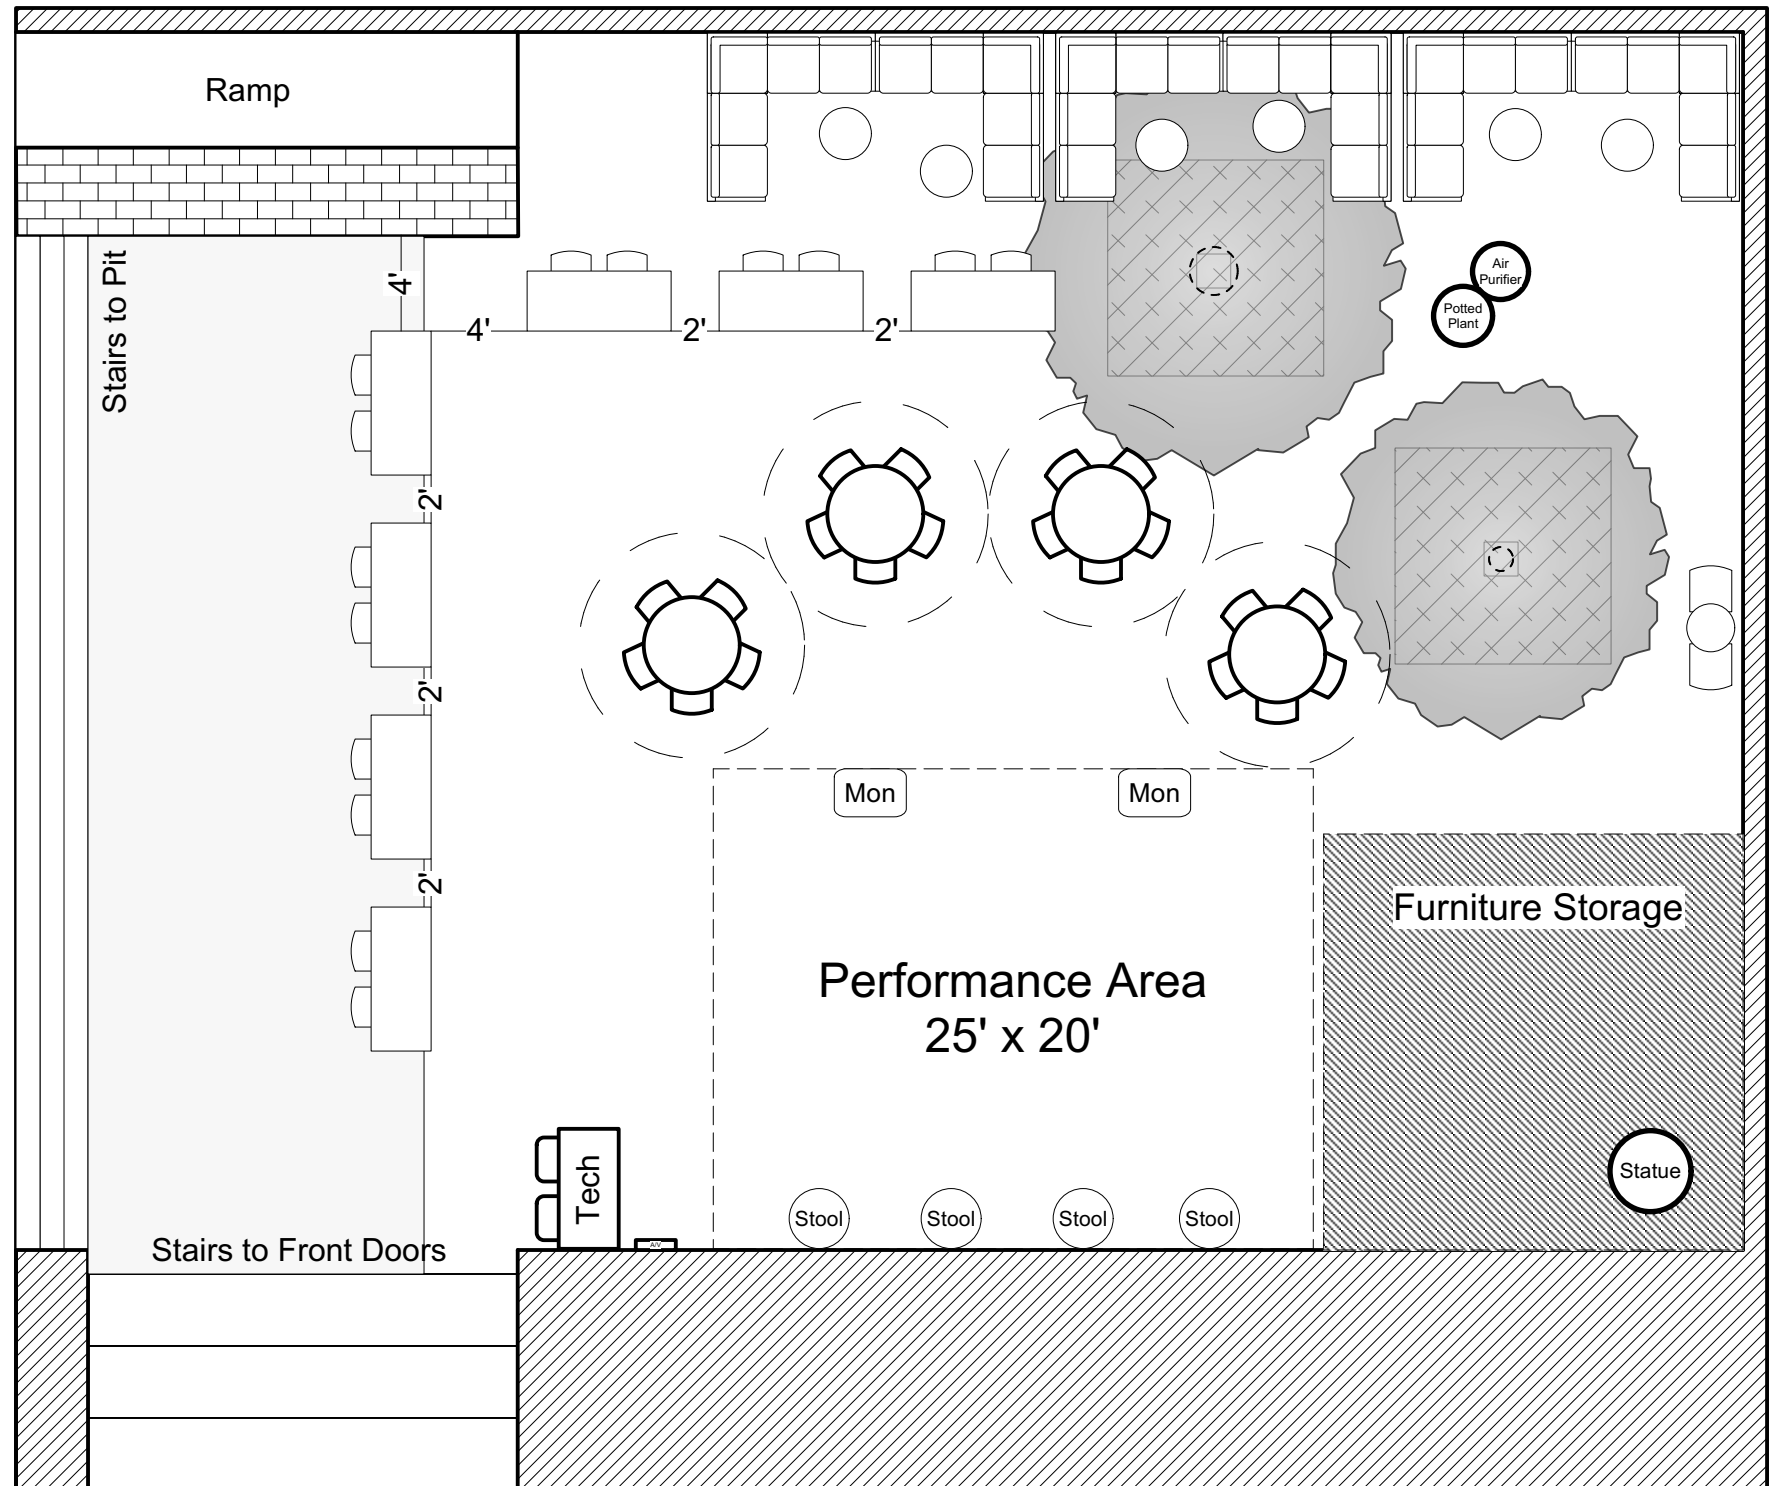 Ramp
Stairs to Pit
4'
4'
2'
2'
Air
Purifier
Potted
Plant
2'
2'
2'
Mon
Mon
Furniture Storage
Performance Area
25' x 20'
Tech
Statue
Stool
Stool
Stool
Stool
A/V
Stairs to Front Doors